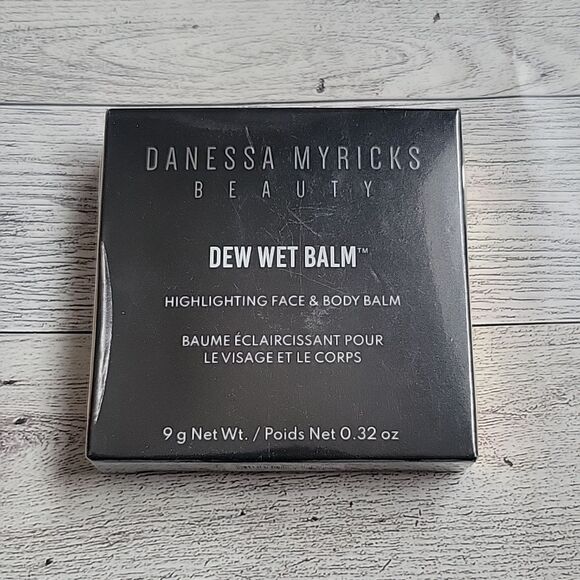 DANESSA MYRICKS
BEAUTY
DEW WET BALM™
HIGHLIGHTING FACE & BODY BALM
BAUME ÉCLAIRCISSANT POUR
LE VISAGE ET LE CORPS
9 g Net Wt. / Poids Net 0.32 oz